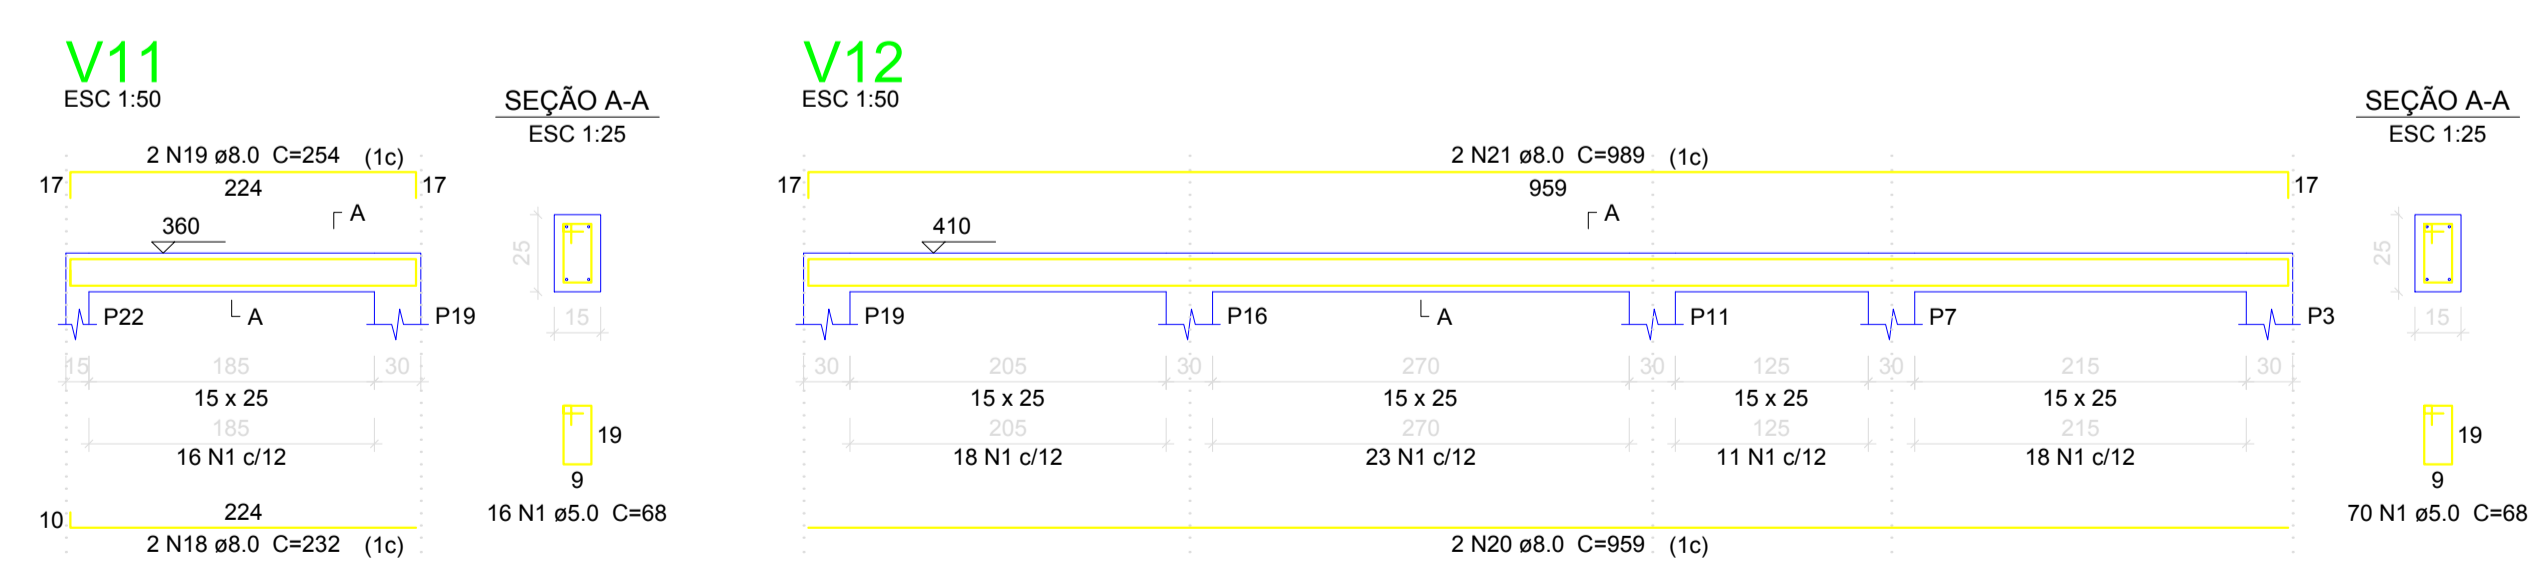 V11
ESC 1:50
SEÇÃO A-A
ESC 1:25
2 N19 ø8.0 C=254 (1c)
17 224 17
A
360
25
P22 A P19
15
15 185 30
15 x 25
185
16 N1 c/12
19
9
16 N1 ø5.0 C=68
10 224
2 N18 ø8.0 C=232 (1c)
V12
ESC 1:50
SEÇÃO A-A
ESC 1:25
2 N21 ø8.0 C=989 (1c)
17 959 17
A
410
25
P19 P16 A P11 P7 P3
15
30 205 30 270 30 125 30 215 30
15 x 25 15 x 25 15 x 25 15 x 25
205 270 125 215
18 N1 c/12 23 N1 c/12 11 N1 c/12 18 N1 c/12
19
9
70 N1 ø5.0 C=68
2 N20 ø8.0 C=959 (1c)